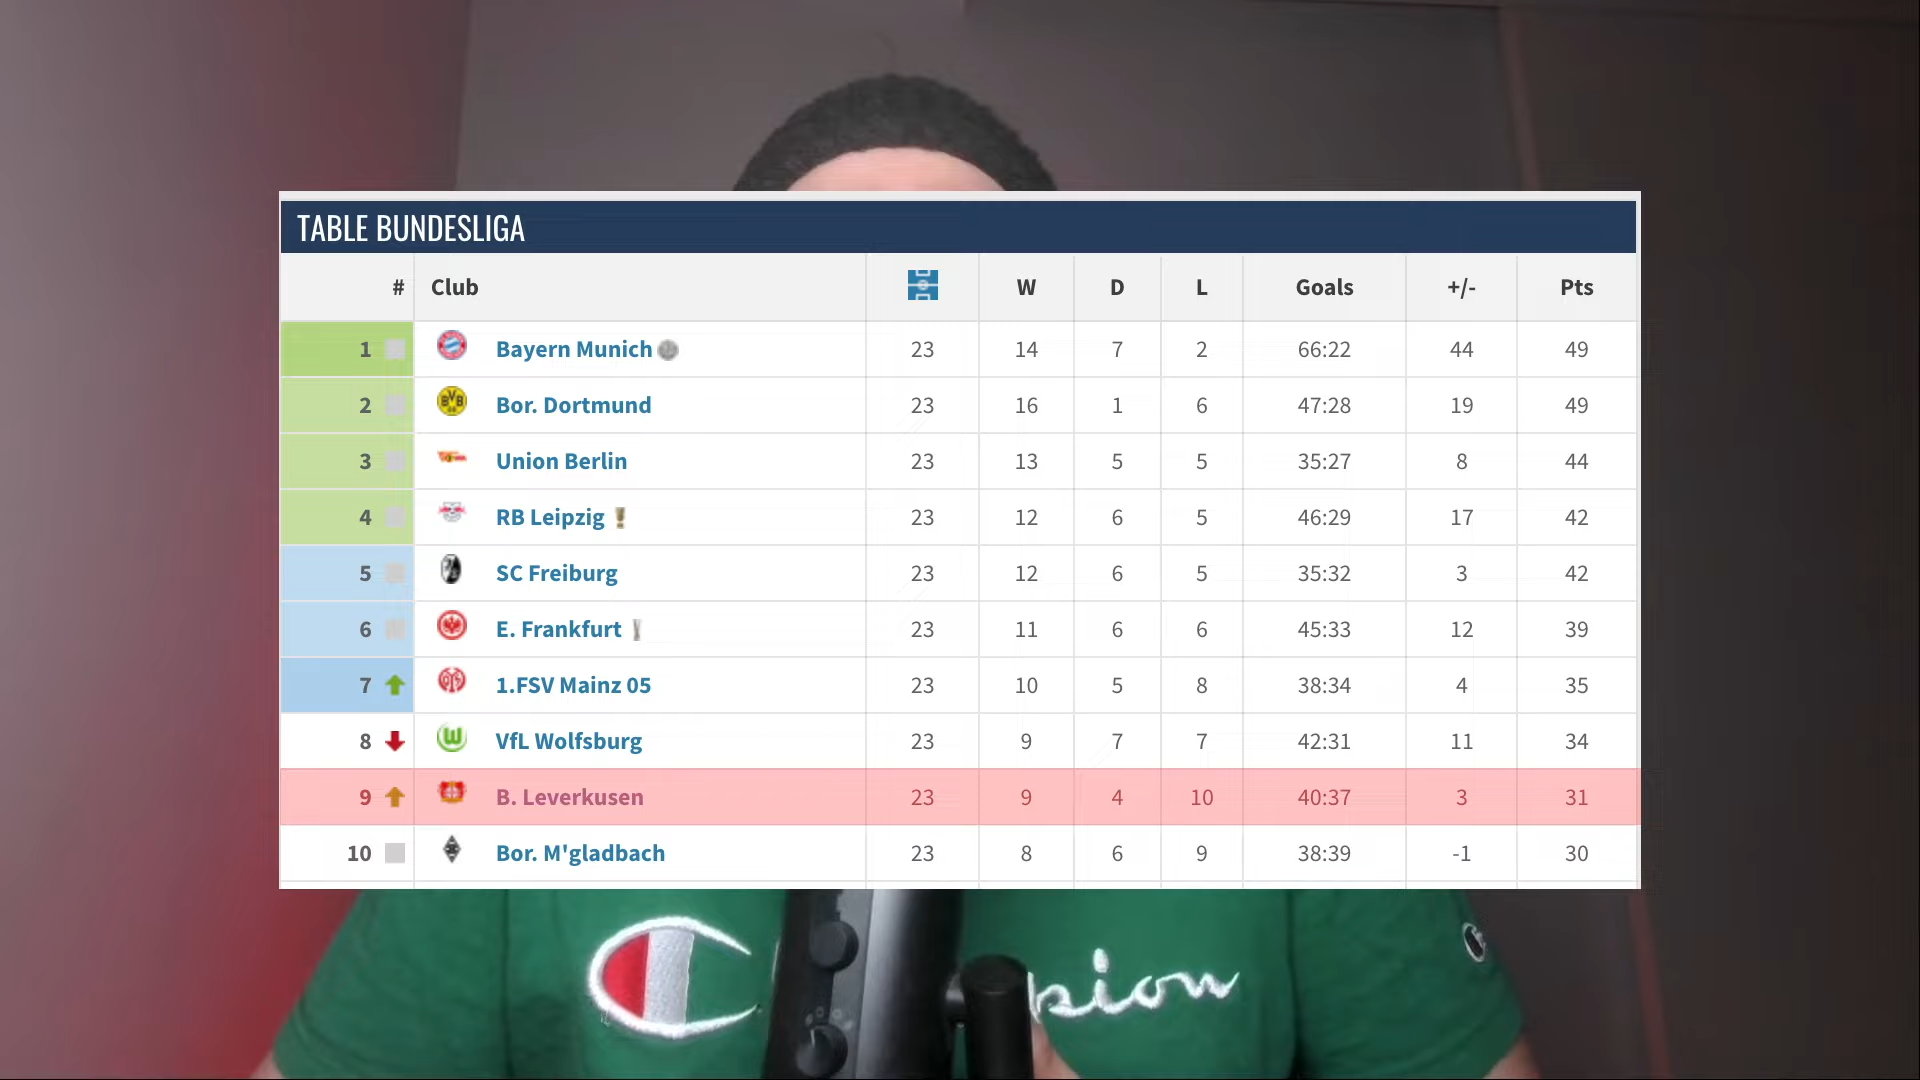 TABLE BUNDESLIGA
# Club W D L Goals +/- Pts
1 Bayern Munich 23 14 7 2 66:22 44 49
2 BVB 09 Bor. Dortmund 23 16 1 6 47:28 19 49
3 Union Berlin 23 13 5 5 35:27 8 44
4 RB Leipzig 23 12 6 5 46:29 17 42
5 SC Freiburg 23 12 6 5 35:32 3 42
6 E. Frankfurt 23 11 6 6 45:33 12 39
7 1.FSV Mainz 05 23 10 5 8 38:34 4 35
8 W VfL Wolfsburg 23 9 7 7 42:31 11 34
9 B. Leverkusen 23 9 4 10 40:37 3 31
10 Bor. M'gladbach 23 8 6 9 38:39 -1 30
C pion